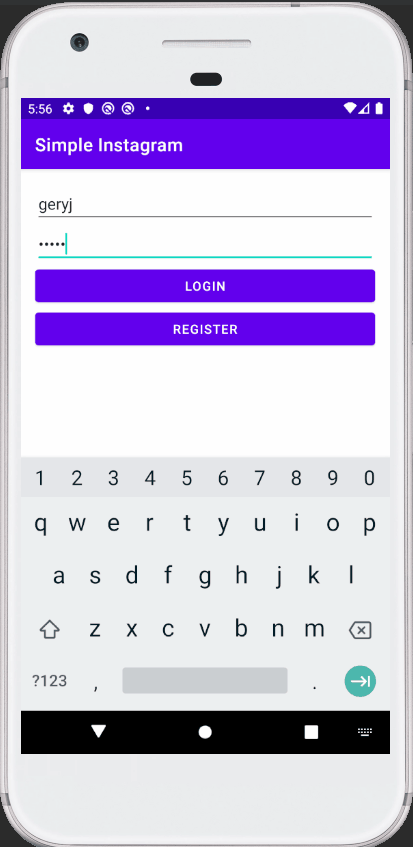 5:56
Simple Instagram
geryj
•••••
LOGIN
REGISTER
1 2 3 4 5 6 7 8 9 0
q w e r t y u i o p
a s d f g h j k l
z x c v b n m
?123 , .